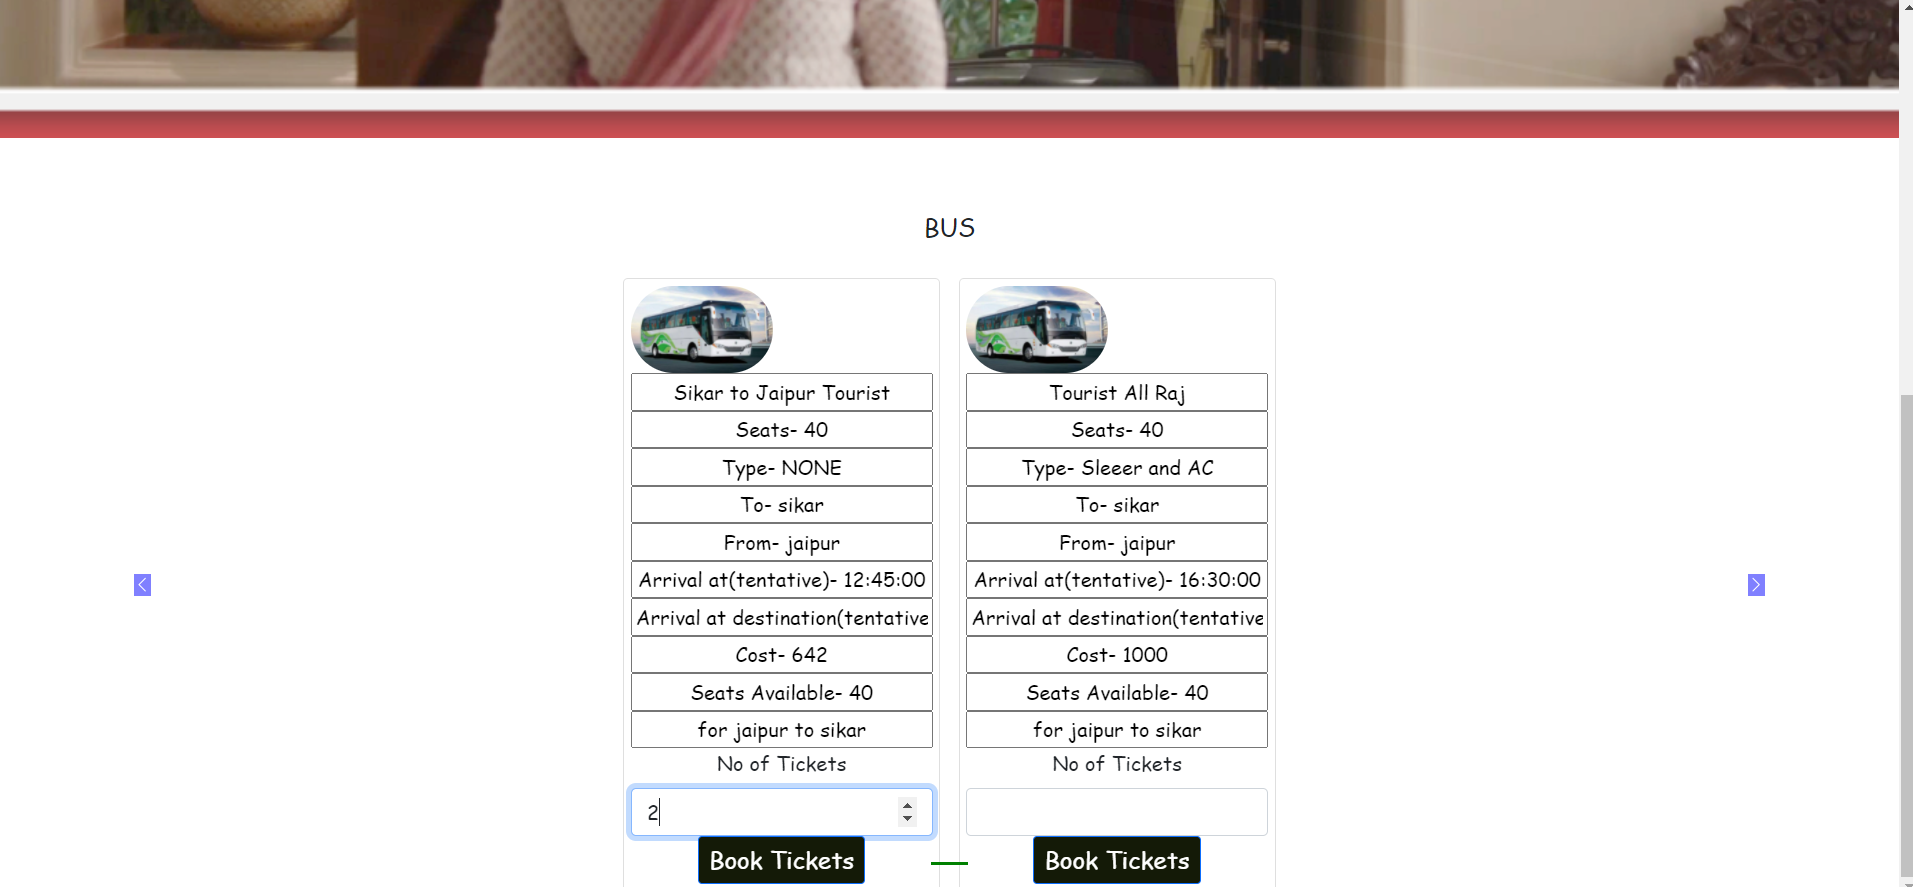 BUS
Sikar to Jaipur Tourist
Seats- 40
Type- NONE
To- sikar
From- jaipur
Arrival at(tentative)- 12:45:00
Arrival at destination(tentative
Cost- 642
Seats Available- 40
for jaipur to sikar
No of Tickets
2
Book Tickets
Tourist All Raj
Seats- 40
Type- Sleeer and AC
To- sikar
From- jaipur
Arrival at(tentative)- 16:30:00
Arrival at destination(tentative
Cost- 1000
Seats Available- 40
for jaipur to sikar
No of Tickets
Book Tickets